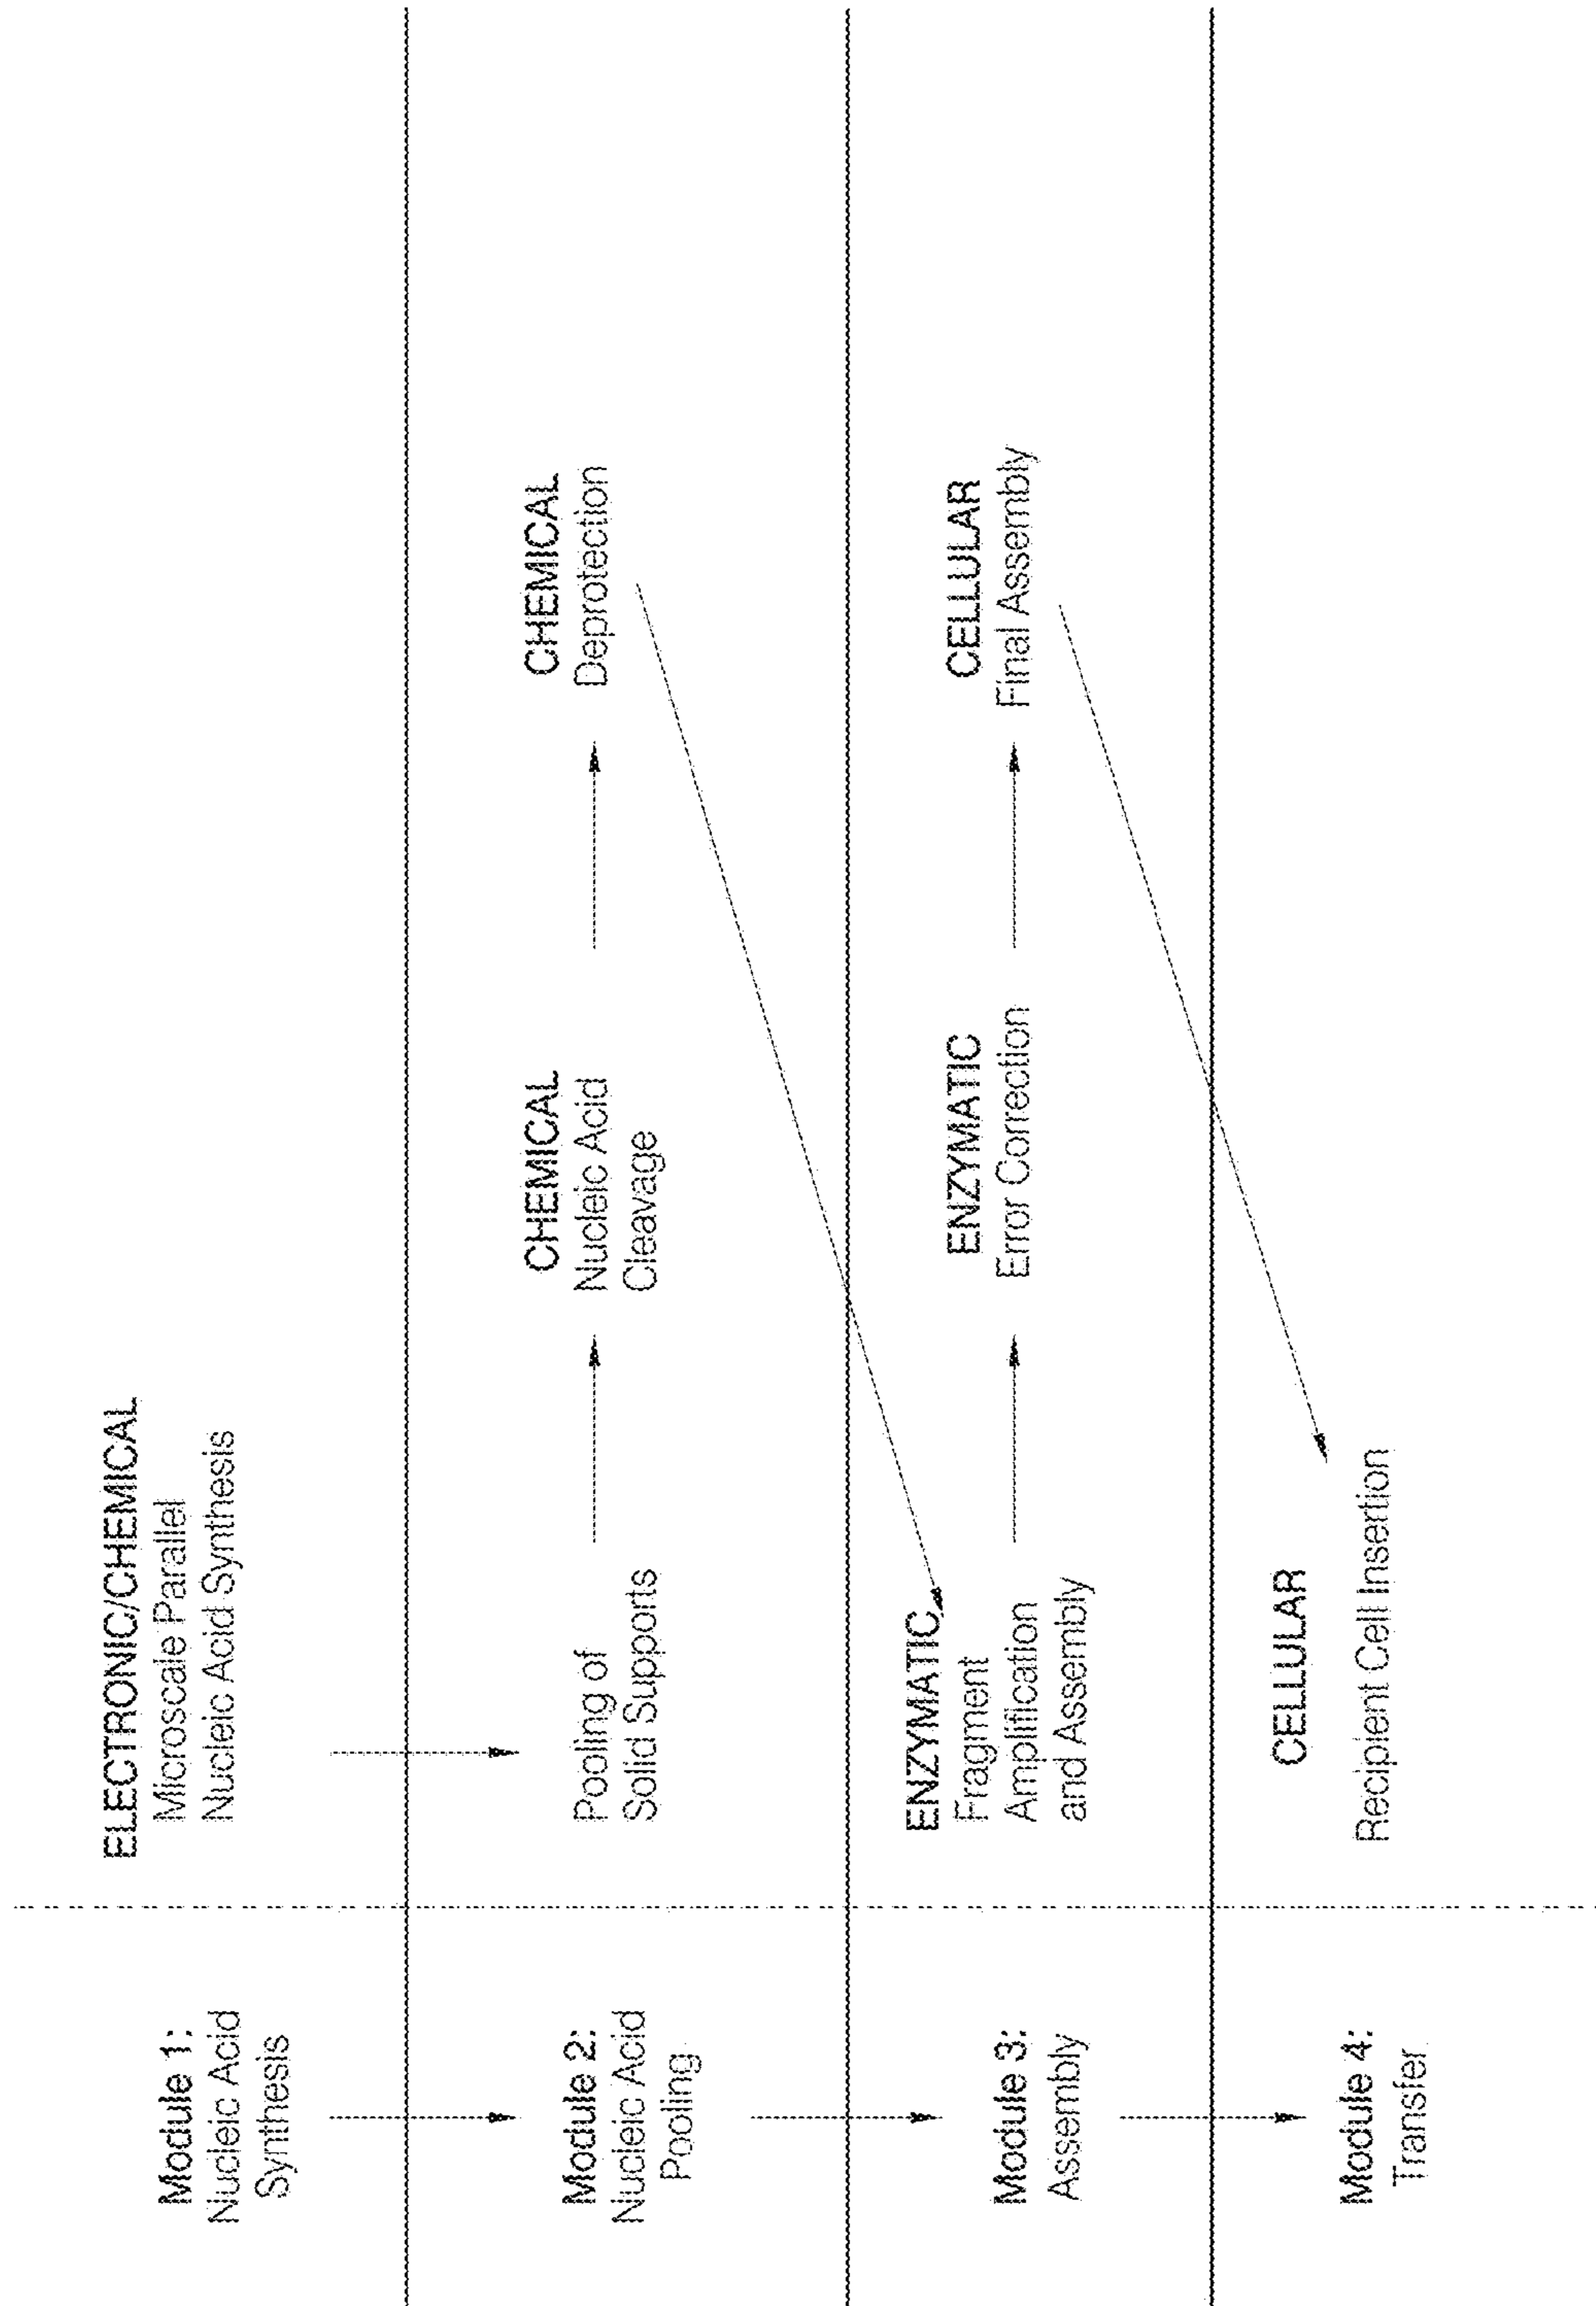 Module 1:
Nucleic Acid
Synthesis
ELECTRONIC/CHEMICAL
Microscale Parallel
Nucleic Acid Synthesis
Module 2:
Nucleic Acid
Pooling
Pooling of
Solid Supports
CHEMICAL
Nucleic Acid
Cleavage
CHEMICAL
Deprotection
Module 3:
Assembly
ENZYMATIC
Fragment
Amplification
and Assembly
ENZYMATIC
Error Correction
CELLULAR
Final Assembly
Module 4:
Transfer
CELLULAR
Recipient Cell Insertion